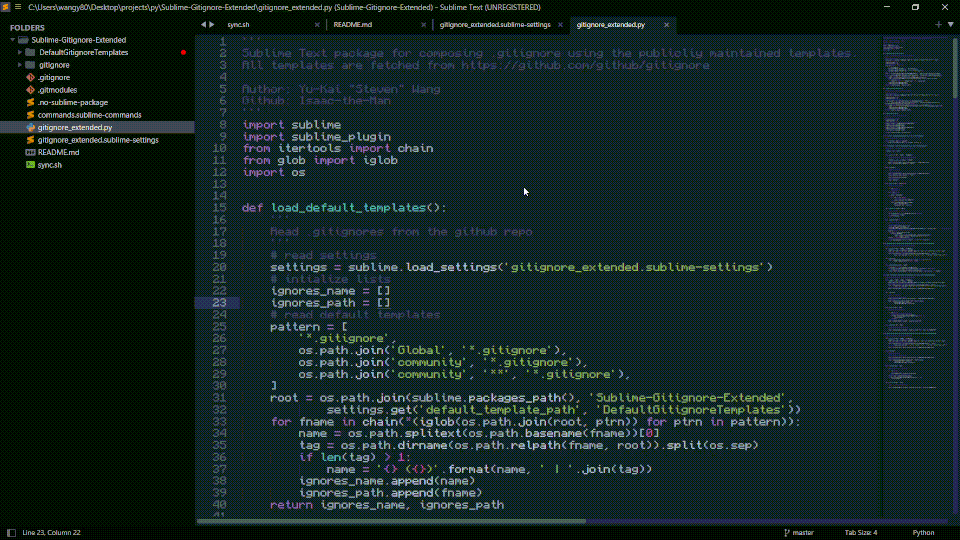 C:\Users\wangy80\Desktop\projects\py\Sublime-Gitignore-Extended\gitignore_extended.py (Sublime-Gitignore-Extended) - Sublime Text (UNREGISTERED)
FOLDERS
Sublime-Gitignore-Extended
DefaultGitignoreTemplates
gitignore
.gitignore
.gitmodules
.no-sublime-package
commands.sublime-commands
gitignore_extended.py
gitignore_extended.sublime-settings
README.md
sync.sh
sync.sh × README.md × gitignore_extended.sublime-settings × gitignore_extended.py ×
1 '''
2 Sublime Text package for composing .gitignore using the publicly maintained templates.
3 All templates are fetched from https://github.com/github/gitignore
4
5 Author: Yu-Kai "Steven" Wang
6 Github: Isaac-the-Man
7 '''
8 import sublime
9 import sublime_plugin
10 from itertools import chain
11 from glob import iglob
12 import os
13
14
15 def load_default_templates():
16 '''
17 Read .gitignores from the github repo
18 '''
19 # read settings
20 settings = sublime.load_settings('gitignore_extended.sublime-settings')
21 # intialize lists
22 ignores_name = []
23 ignores_path = []
24 # read default templates
25 pattern = [
26 '*.gitignore',
27 os.path.join('Global', '*.gitignore'),
28 os.path.join('community', '*.gitignore'),
29 os.path.join('community', '**', '*.gitignore'),
30 ]
31 root = os.path.join(sublime.packages_path(), 'Sublime-Gitignore-Extended',
32 settings.get('default_template_path', 'DefaultGitignoreTemplates'))
33 for fname in chain(*(iglob(os.path.join(root, ptrn)) for ptrn in pattern)):
34 name = os.path.splitext(os.path.basename(fname))[0]
35 tag = os.path.dirname(os.path.relpath(fname, root)).split(os.sep)
36 if len(tag) > 1:
37 name = '{} ({})'.format(name, ' | '.join(tag))
38 ignores_name.append(name)
39 ignores_path.append(fname)
40 return ignores_name, ignores_path
Line 23, Column 22 master Tab Size: 4 Python